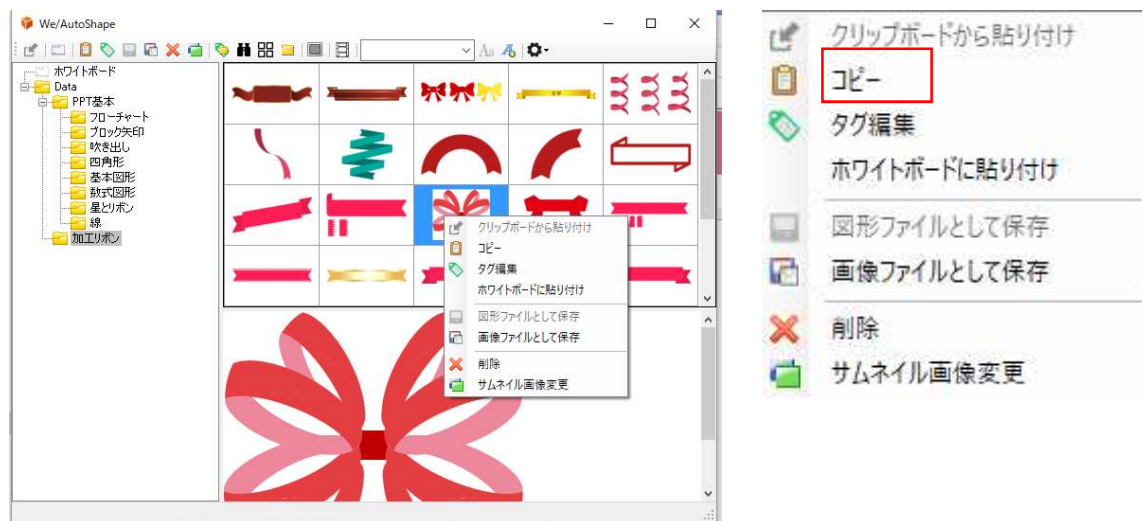 We/AutoShape
Aa
ホワイトボード
Data
PPT基本
フローチャート
ブロック矢印
吹き出し
四角形
基本図形
数式図形
星とリボン
線
加工リボン
クリップボードから貼り付け
コピー
タグ編集
ホワイトボードに貼り付け
図形ファイルとして保存
画像ファイルとして保存
削除
サムネイル画像変更
クリップボードから貼り付け
コピー
タグ編集
ホワイトボードに貼り付け
図形ファイルとして保存
画像ファイルとして保存
削除
サムネイル画像変更